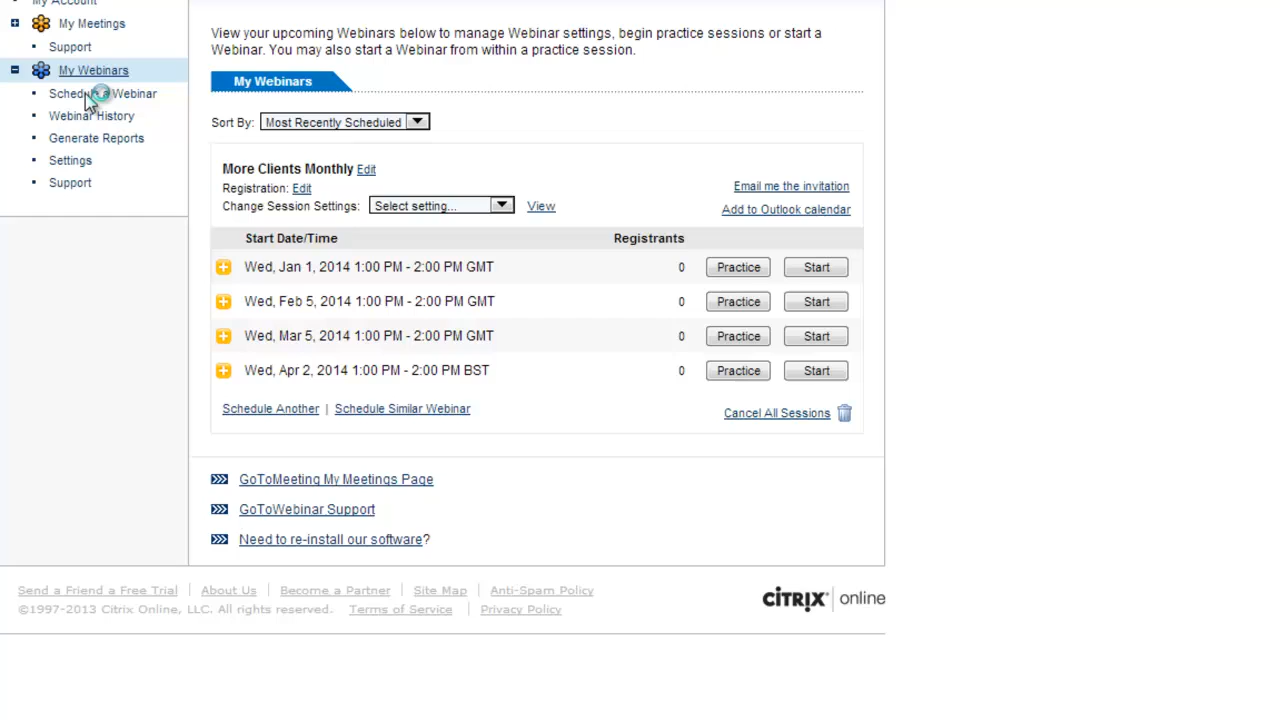 My Account
My Meetings
Support
My Webinars
Schedule a Webinar
Webinar History
Generate Reports
Settings
Support
View your upcoming Webinars below to manage Webinar settings, begin practice sessions or start a
Webinar. You may also start a Webinar from within a practice session.
My Webinars
Sort By: Most Recently Scheduled
More Clients Monthly Edit
Registration: Edit
Email me the invitation
Change Session Settings: Select setting... View
Add to Outlook calendar
Start Date/Time Registrants
Wed, Jan 1, 2014 1:00 PM - 2:00 PM GMT 0 Practice Start
Wed, Feb 5, 2014 1:00 PM - 2:00 PM GMT 0 Practice Start
Wed, Mar 5, 2014 1:00 PM - 2:00 PM GMT 0 Practice Start
Wed, Apr 2, 2014 1:00 PM - 2:00 PM BST 0 Practice Start
Schedule Another | Schedule Similar Webinar Cancel All Sessions
GoToMeeting My Meetings Page
GoToWebinar Support
Need to re-install our software?
Send a Friend a Free Trial | About Us | Become a Partner | Site Map | Anti-Spam Policy
©1997-2013 Citrix Online, LLC. All rights reserved. Terms of Service | Privacy Policy
CITRIX® | online